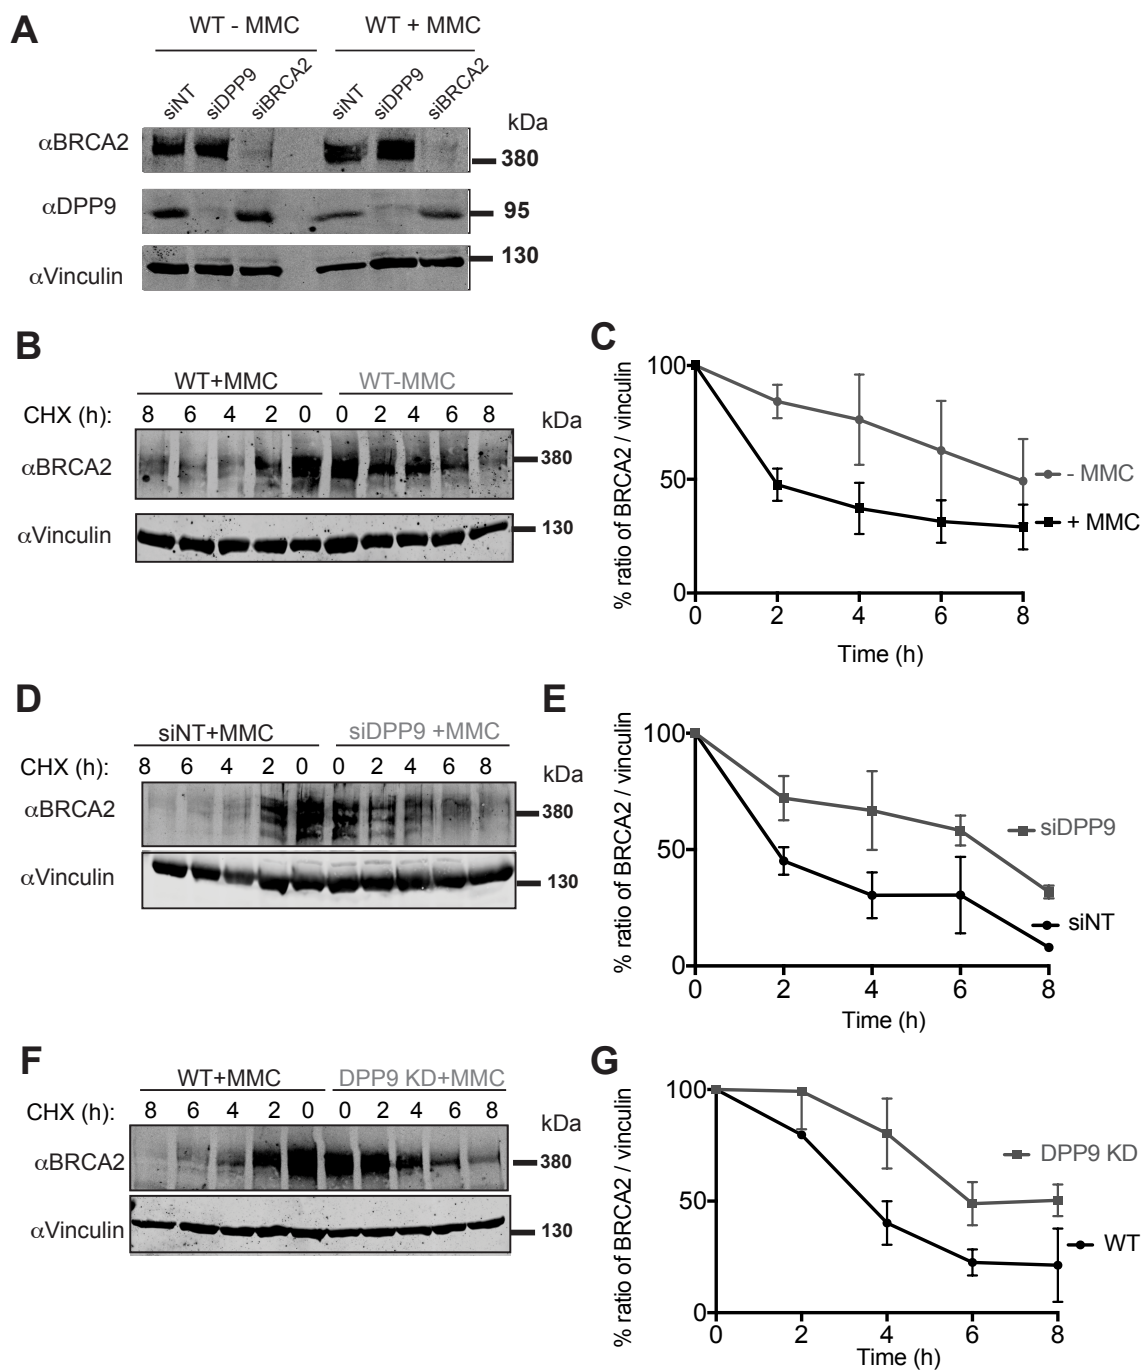 A
WT - MMC WT + MMC
siNT siDPP9 siBRCA2 siNT siDPP9 siBRCA2
kDa
αBRCA2 380
αDPP9 95
αVinculin 130
B
WT+MMC WT-MMC
CHX (h): 8 6 4 2 0 0 2 4 6 8 kDa
αBRCA2 380
αVinculin 130
C
% ratio of BRCA2 / vinculin
100
50
0
0 2 4 6 8
Time (h)
- MMC
+ MMC
D
siNT+MMC siDPP9 +MMC
CHX (h): 8 6 4 2 0 0 2 4 6 8 kDa
αBRCA2 380
αVinculin 130
E
% ratio of BRCA2 / vinculin
100
50
0
0 2 4 6 8
Time (h)
siDPP9
siNT
F
WT+MMC DPP9 KD+MMC
CHX (h): 8 6 4 2 0 0 2 4 6 8 kDa
αBRCA2 380
αVinculin 130
G
% ratio of BRCA2 / vinculin
100
50
0
0 2 4 6 8
Time (h)
DPP9 KD
WT